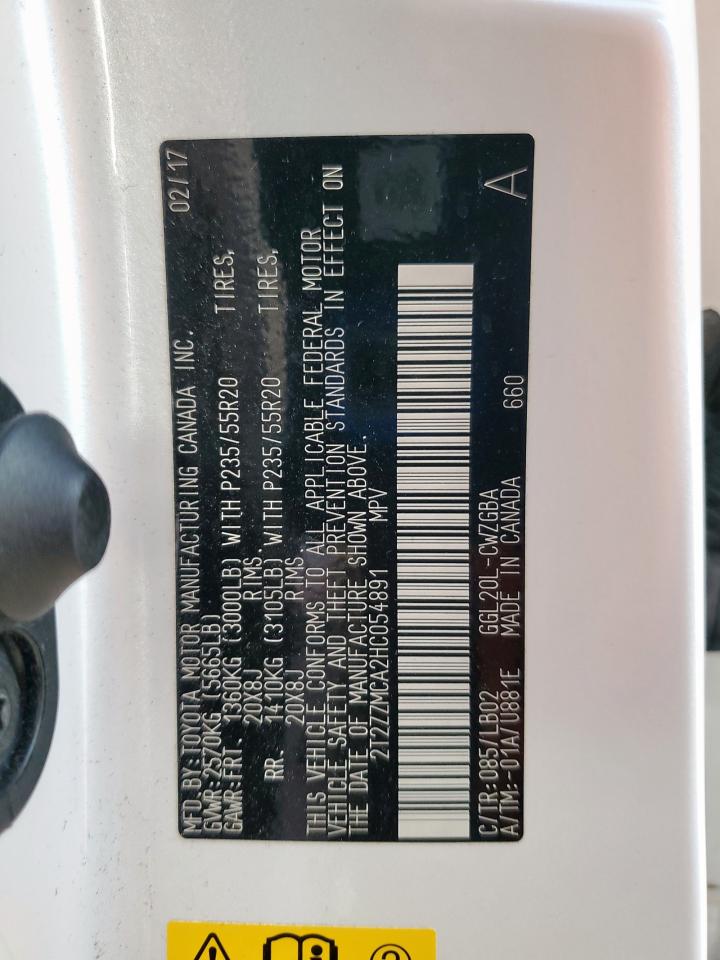 MFD. BY: TOYOTA MOTOR MANUFACTURING CANADA INC. 02/17
GVWR: 2570KG (5665LB)
GAWR: FRT 1360KG (3000LB) WITH P235/55R20 TIRES,
20X8J RIMS.
RR. 1410KG (3105LB) WITH P235/55R20 TIRES,
20X8J RIMS.
THIS VEHICLE CONFORMS TO ALL APPLICABLE FEDERAL MOTOR
VEHICLE SAFETY AND THEFT PREVENTION STANDARDS IN EFFECT ON
THE DATE OF MANUFACTURE SHOWN ABOVE.
2T2ZZMCA2HC054891 MPV
C/TR: 085/LB02 GGL20L-CWZGBA
A/TM: -01A/U881E MADE IN CANADA 660 A